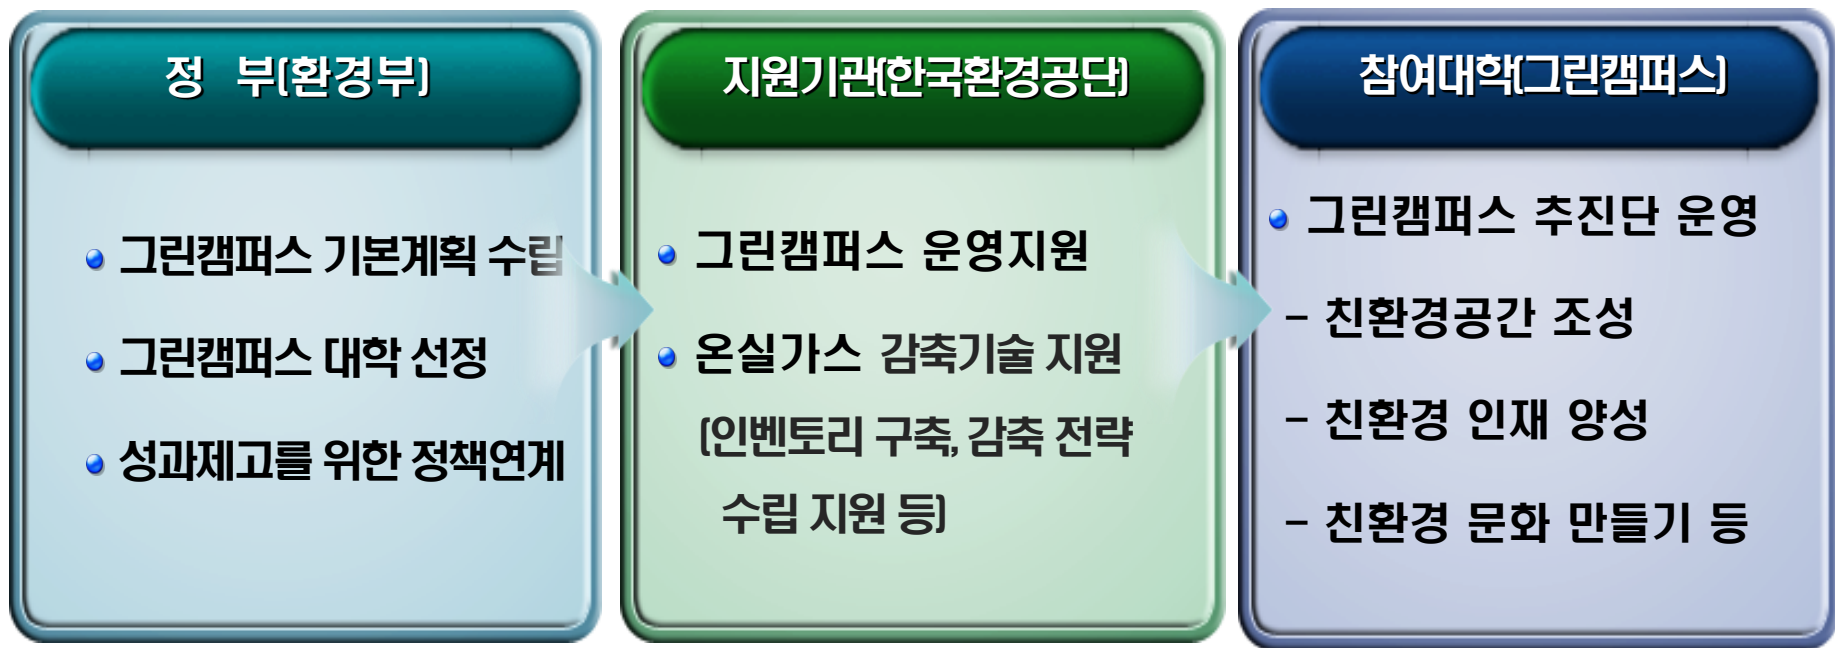 정 부(환경부)
• 그린캠퍼스 기본계획 수립
• 그린캠퍼스 대학 선정
• 성과제고를 위한 정책연계
지원기관(한국환경공단)
• 그린캠퍼스 운영지원
• 온실가스 감축기술 지원
(인벤토리 구축, 감축 전략
수립 지원 등)
참여대학(그린캠퍼스)
• 그린캠퍼스 추진단 운영
- 친환경공간 조성
- 친환경 인재 양성
- 친환경 문화 만들기 등